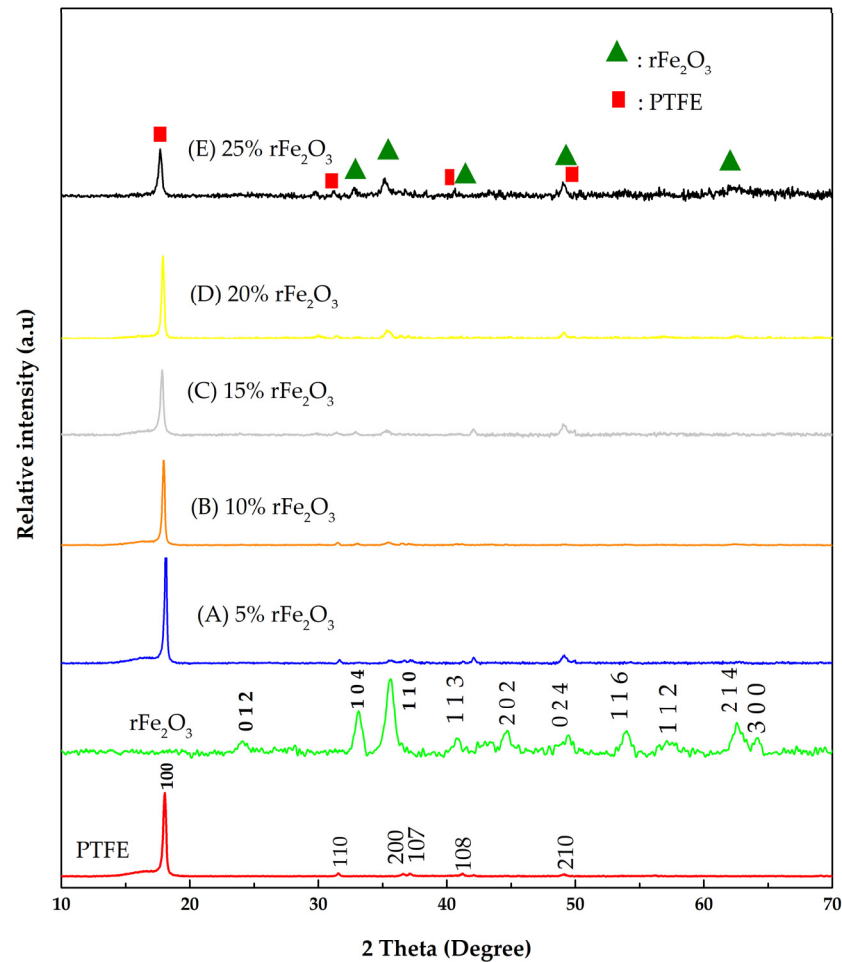 ▲ : rFe₂O₃
■ : PTFE
(E) 25% rFe₂O₃
(D) 20% rFe₂O₃
(C) 15% rFe₂O₃
(B) 10% rFe₂O₃
(A) 5% rFe₂O₃
rFe₂O₃
0 1 2
1 0 4
1 1 0
1 1 3
2 0 2
0 2 4
1 1 6
1 1 2
2 1 4
3 0 0
PTFE
100
110
200
107
108
210
Relative intensity (a.u)
10 20 30 40 50 60 70
2 Theta (Degree)